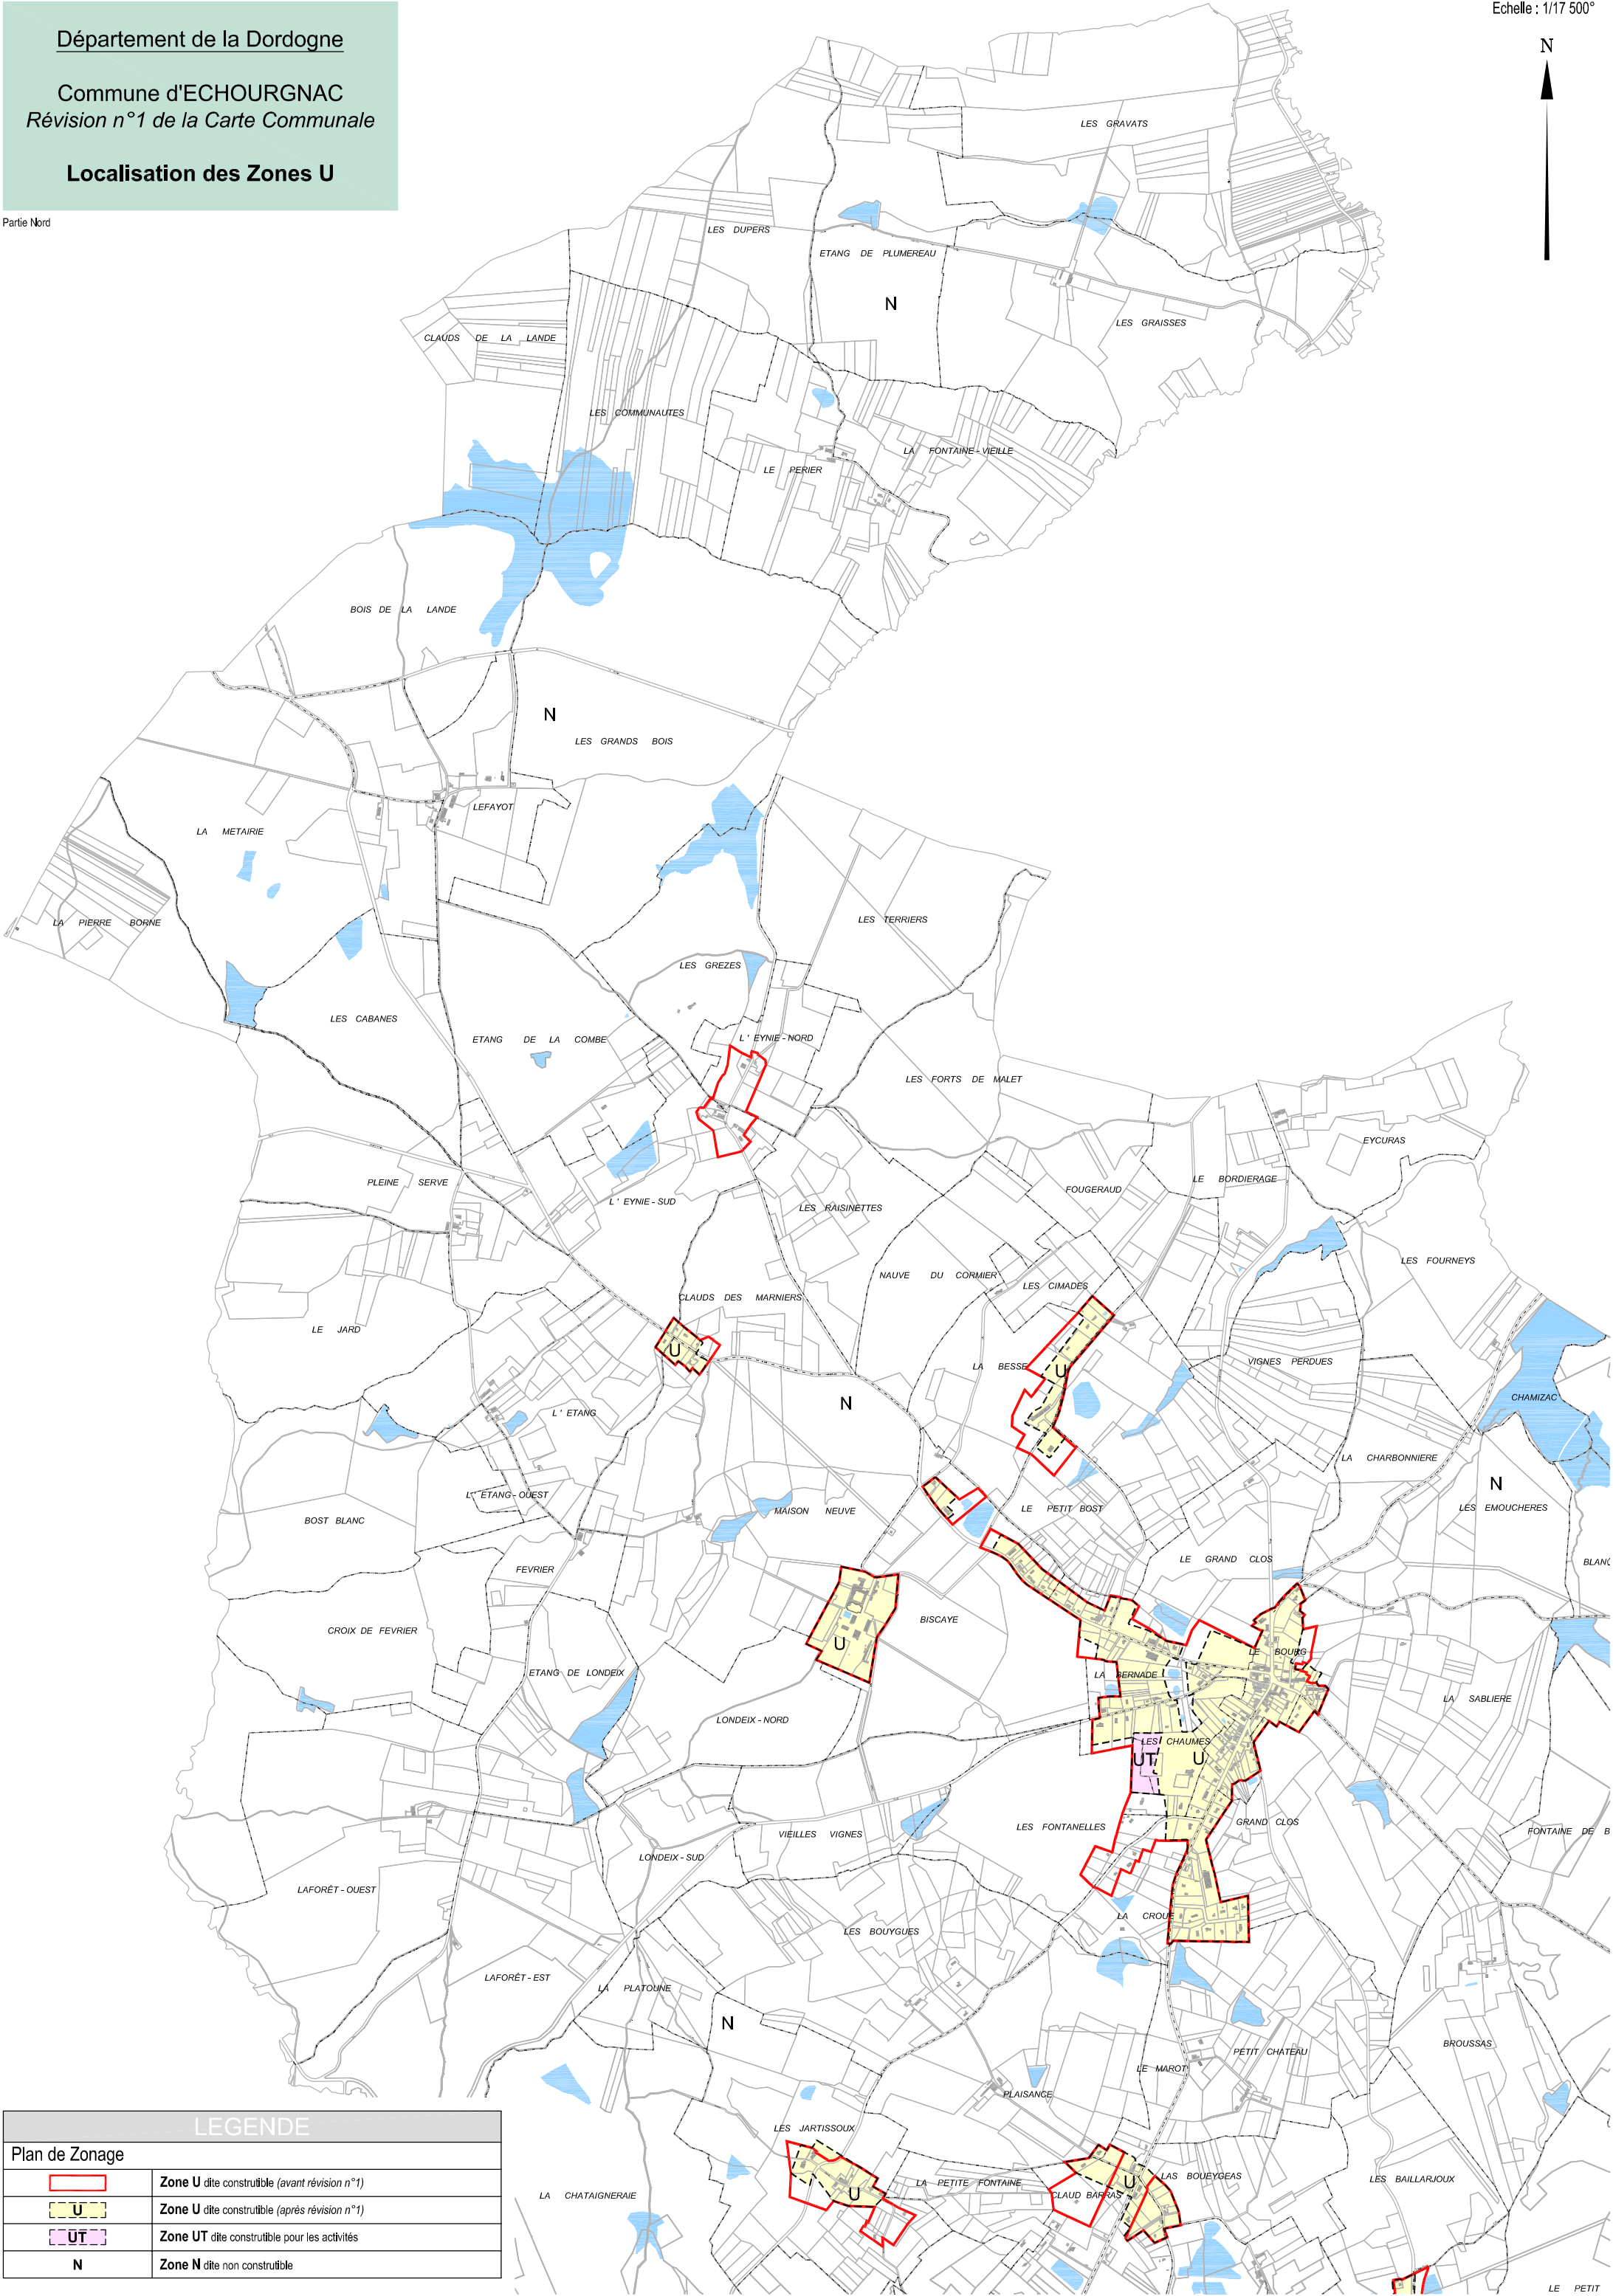 Echelle : 1/17 500°
Département de la Dordogne
N
Commune d'ECHOURGNAC
Révision n°1 de la Carte Communale
Localisation des Zones U
Partie Nord
LES GRAVATS
LES DUPERS
ETANG DE PLUMEREAU
N
LES GRAISSES
CLAUDS DE LA LANDE
LES COMMUNAUTES
LA FONTAINE - VIEILLE
LE PERIER
BOIS DE LA LANDE
N
LES GRANDS BOIS
LEFAYOT
LA METAIRIE
LES TERRIERS
LA PIERRE BORNE
LES GREZES
LES CABANES
ETANG DE LA COMBE
L ' EYNIE - NORD
LES FORTS DE MALET
EYCURAS
PLEINE SERVE
LE BORDIERAGE
FOUGERAUD
L ' EYNIE - SUD
LES RAISINETTES
LES FOURNEYS
NAUVE DU CORMIER
LES CIMADES
CLAUDS DES MARNIERS
LE JARD
U
VIGNES PERDUES
LA BESSE
U
CHAMIZAC
N
L ' ETANG
LA CHARBONNIERE
N
L' ETANG - OUEST
LE PETIT BOST
LES EMOUCHERES
MAISON NEUVE
BOST BLANC
LE GRAND CLOS
BLANC
FEVRIER
BISCAYE
CROIX DE FEVRIER
U
LE BOURG
ETANG DE LONDEIX
LA BERNADE
LA SABLIERE
LONDEIX - NORD
LES CHAUMES
UT
U
GRAND CLOS
LES FONTANELLES
FONTAINE DE B
VIEILLES VIGNES
LONDEIX - SUD
LAFORÊT - OUEST
LA CROUE
LES BOUYGUES
LAFORÊT - EST
LA PLATOUNE
N
BROUSSAS
PETIT CHATEAU
LE MAROT
PLAISANCE
LES JARTISSOUX
LAS BOUEYGEAS
LES BAILLARJOUX
LA PETITE FONTAINE
U
U
CLAUD BARRAS
LA CHATAIGNERAIE
LE PETIT
LEGENDE
Plan de Zonage
Zone U dite construtible (avant révision n°1)
U Zone U dite construtible (après révision n°1)
UT Zone UT dite construtible pour les activités
N Zone N dite non construtible